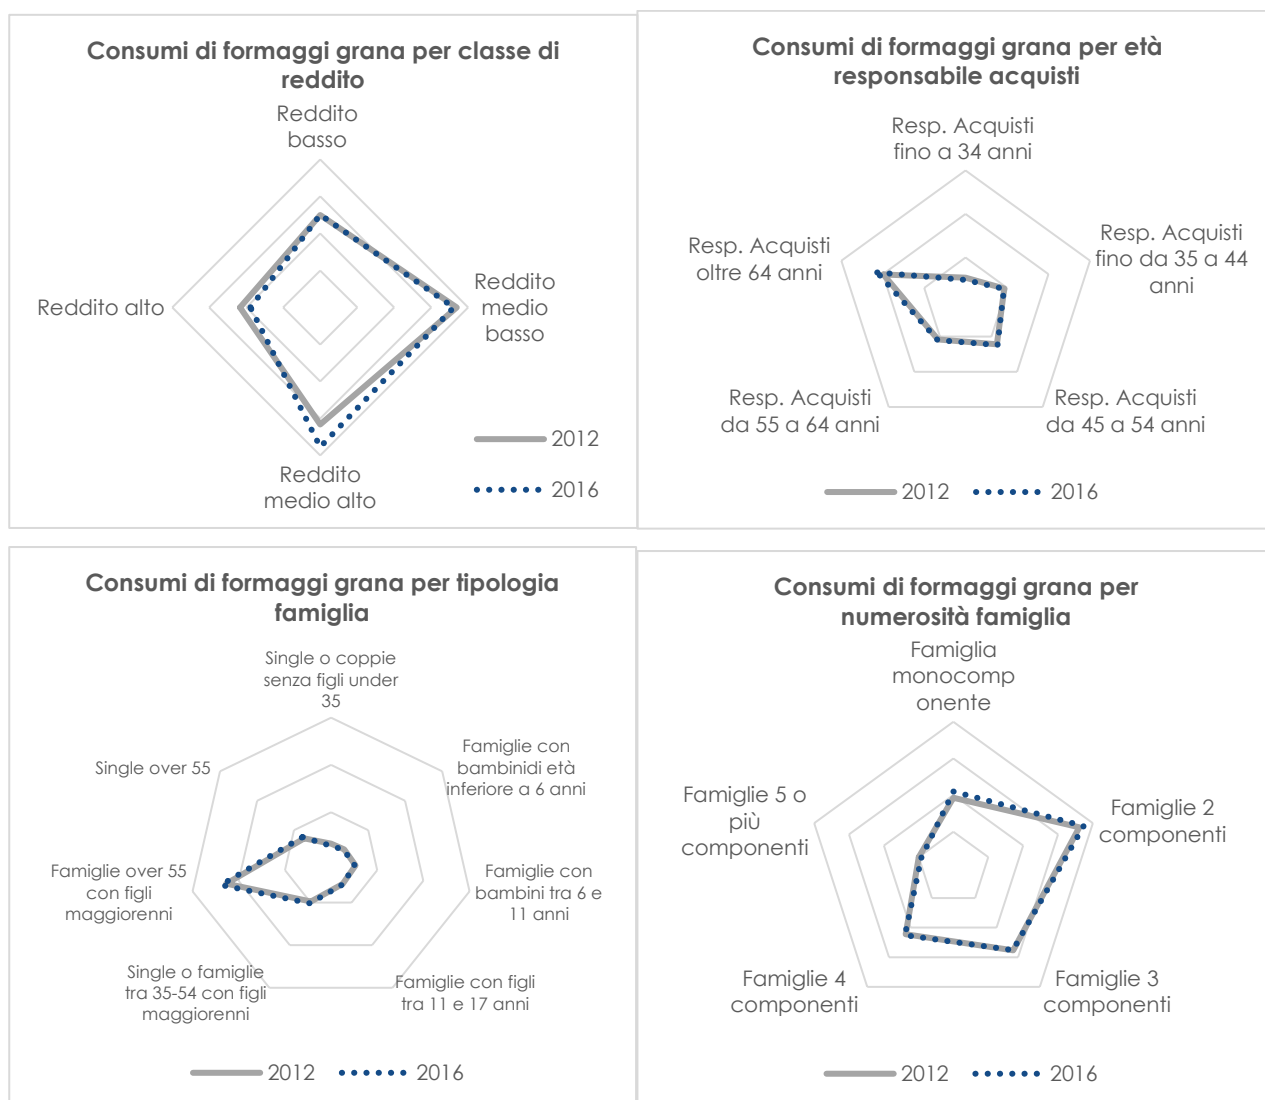 Consumi di formaggi grana per classe di
reddito
Reddito
basso
Reddito
medio
basso
Reddito
medio alto
Reddito alto
2012
2016
Consumi di formaggi grana per età
responsabile acquisti
Resp. Acquisti
fino a 34 anni
Resp. Acquisti
fino da 35 a 44
anni
Resp. Acquisti
da 45 a 54 anni
Resp. Acquisti
da 55 a 64 anni
Resp. Acquisti
oltre 64 anni
2012
2016
Consumi di formaggi grana per tipologia
famiglia
Single o coppie
senza figli under
35
Famiglie con
bambinidi età
inferiore a 6 anni
Famiglie con
bambini tra 6 e
11 anni
Famiglie con figli
tra 11 e 17 anni
Single o famiglie
tra 35-54 con figli
maggiorenni
Famiglie over 55
con figli
maggiorenni
Single over 55
2012
2016
Consumi di formaggi grana per
numerosità famiglia
Famiglia
monocomp
onente
Famiglie 2
componenti
Famiglie 3
componenti
Famiglie 4
componenti
Famiglie 5 o
più
componenti
2012
2016